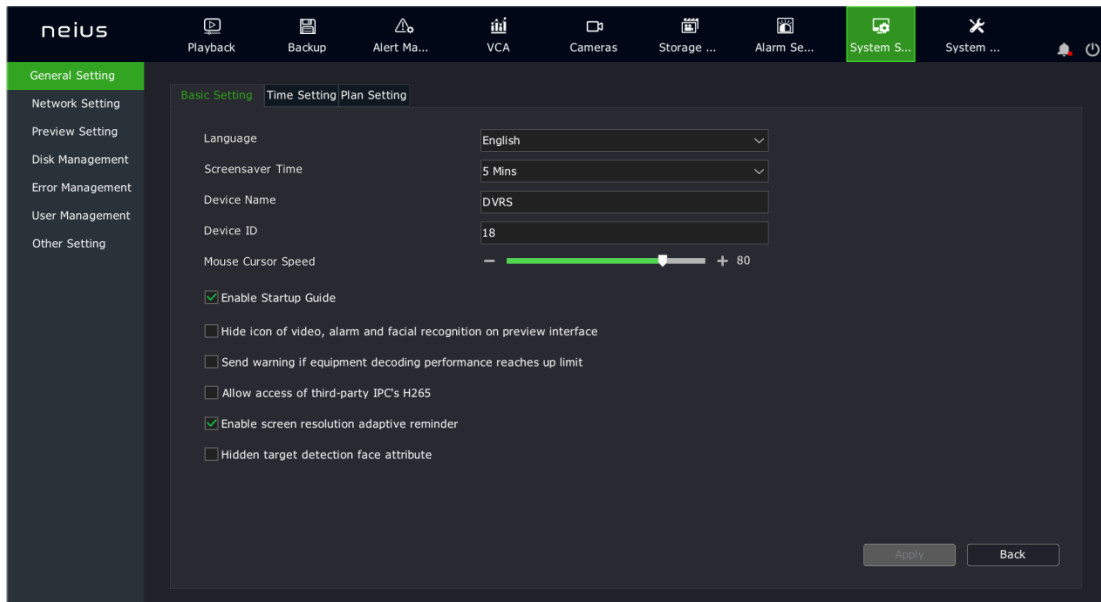 neius
Playback Backup Alert Ma... VCA Cameras Storage ... Alarm Se... System S... System ...
General Setting
Network Setting
Preview Setting
Disk Management
Error Management
User Management
Other Setting
Basic Setting Time Setting Plan Setting
Language English
Screensaver Time 5 Mins
Device Name DVRS
Device ID 18
Mouse Cursor Speed − + 80
Enable Startup Guide
Hide icon of video, alarm and facial recognition on preview interface
Send warning if equipment decoding performance reaches up limit
Allow access of third-party IPC's H265
Enable screen resolution adaptive reminder
Hidden target detection face attribute
Apply Back